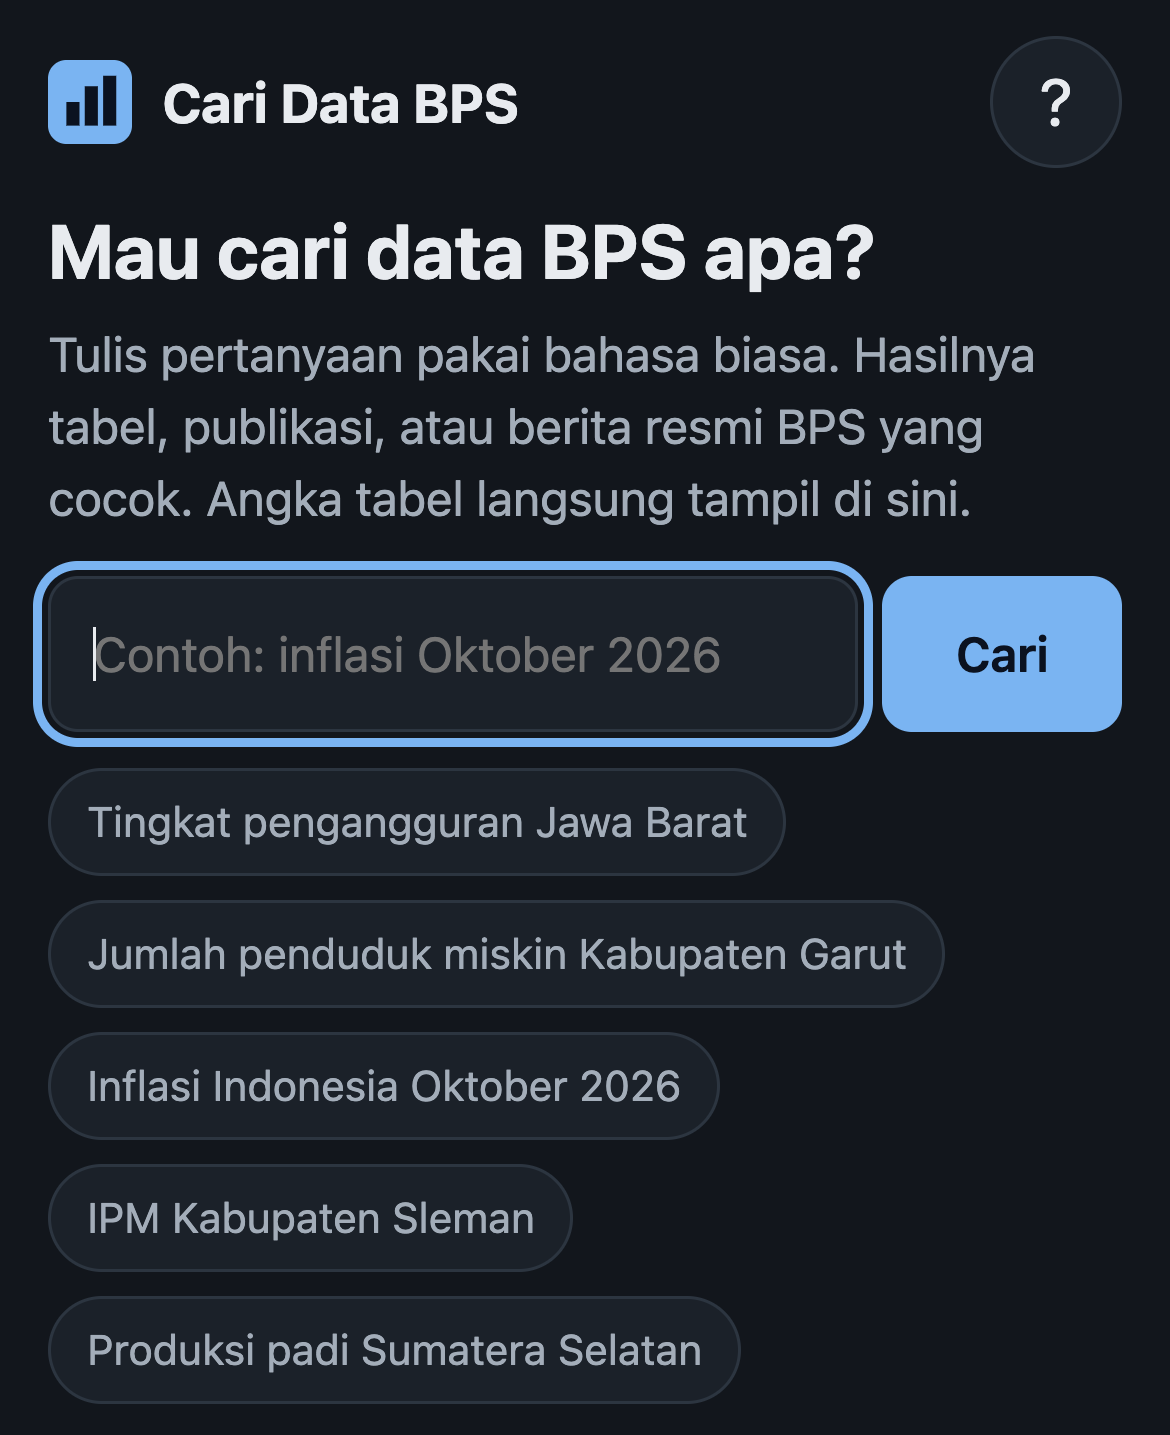 Cari Data BPS
?
Mau cari data BPS apa?
Tulis pertanyaan pakai bahasa biasa. Hasilnya
tabel, publikasi, atau berita resmi BPS yang
cocok. Angka tabel langsung tampil di sini.
Contoh: inflasi Oktober 2026
Cari
Tingkat pengangguran Jawa Barat
Jumlah penduduk miskin Kabupaten Garut
Inflasi Indonesia Oktober 2026
IPM Kabupaten Sleman
Produksi padi Sumatera Selatan